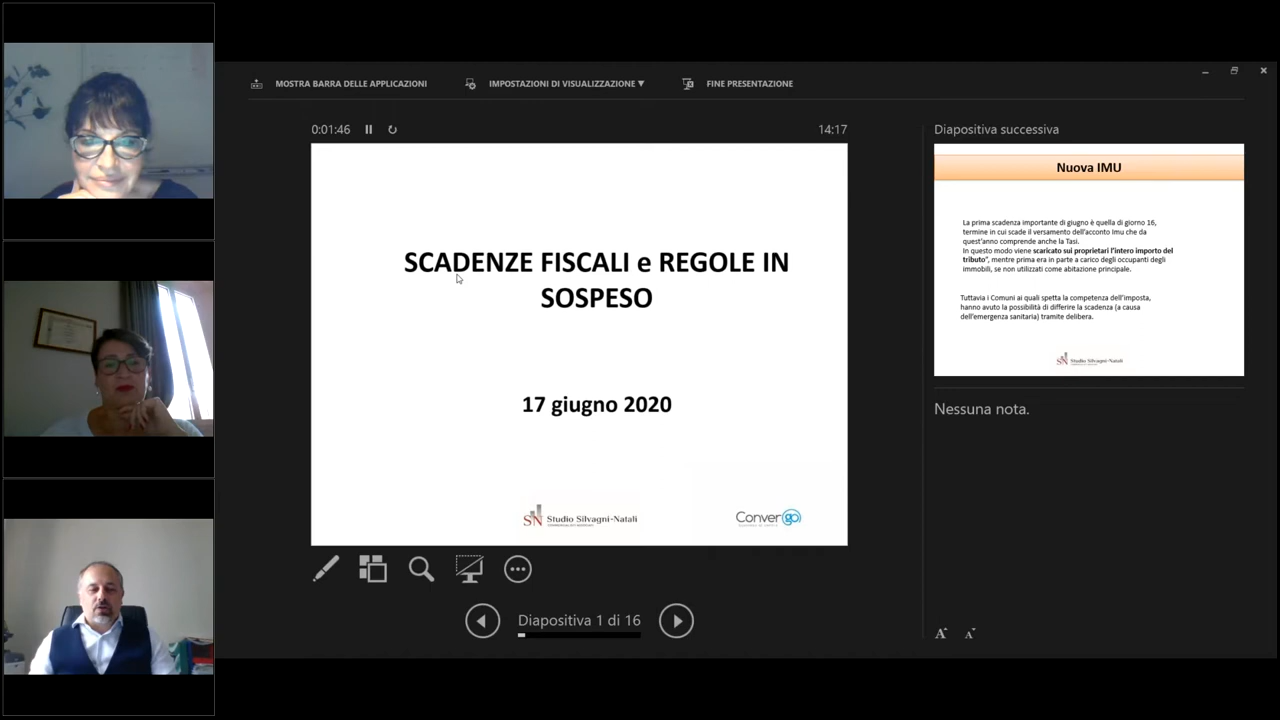 MOSTRA BARRA DELLE APPLICAZIONI
IMPOSTAZIONI DI VISUALIZZAZIONE ▼
FINE PRESENTAZIONE
0:01:46
14:17
SCADENZE FISCALI e REGOLE IN
SOSPESO
17 giugno 2020
SN Studio Silvagni-Natali
Convergo
Diapositiva 1 di 16
Diapositiva successiva
Nuova IMU
La prima scadenza importante di giugno è quella di giorno 16,
termine in cui scade il versamento dell'acconto Imu che da
quest'anno comprende anche la Tasi.
In questo modo viene scaricato sui proprietari l'intero importo del
tributo", mentre prima era in parte a carico degli occupanti degli
immobili, se non utilizzati come abitazione principale.
Tuttavia i Comuni ai quali spetta la competenza dell'imposta,
hanno avuto la possibilità di differire la scadenza (a causa
dell'emergenza sanitaria) tramite delibera.
SN Studio Silvagni-Natali
Nessuna nota.
A A